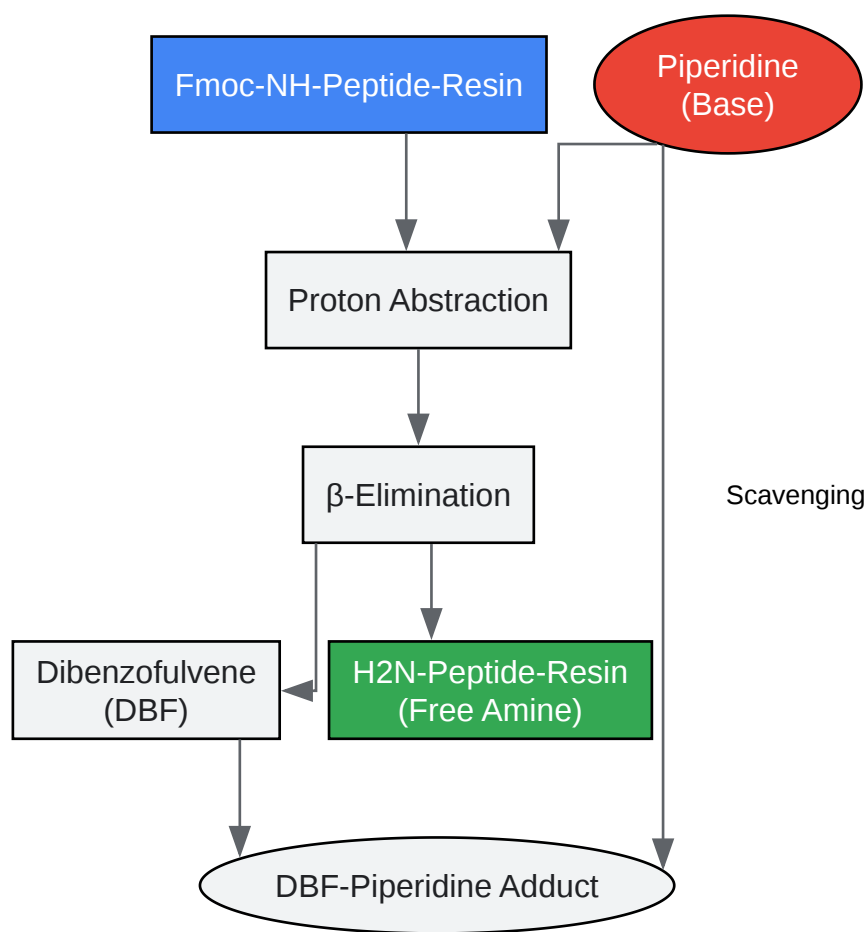 Fmoc-NH-Peptide-Resin
Piperidine
(Base)
Proton Abstraction
β-Elimination
Scavenging
Dibenzofulvene
(DBF)
H2N-Peptide-Resin
(Free Amine)
DBF-Piperidine Adduct